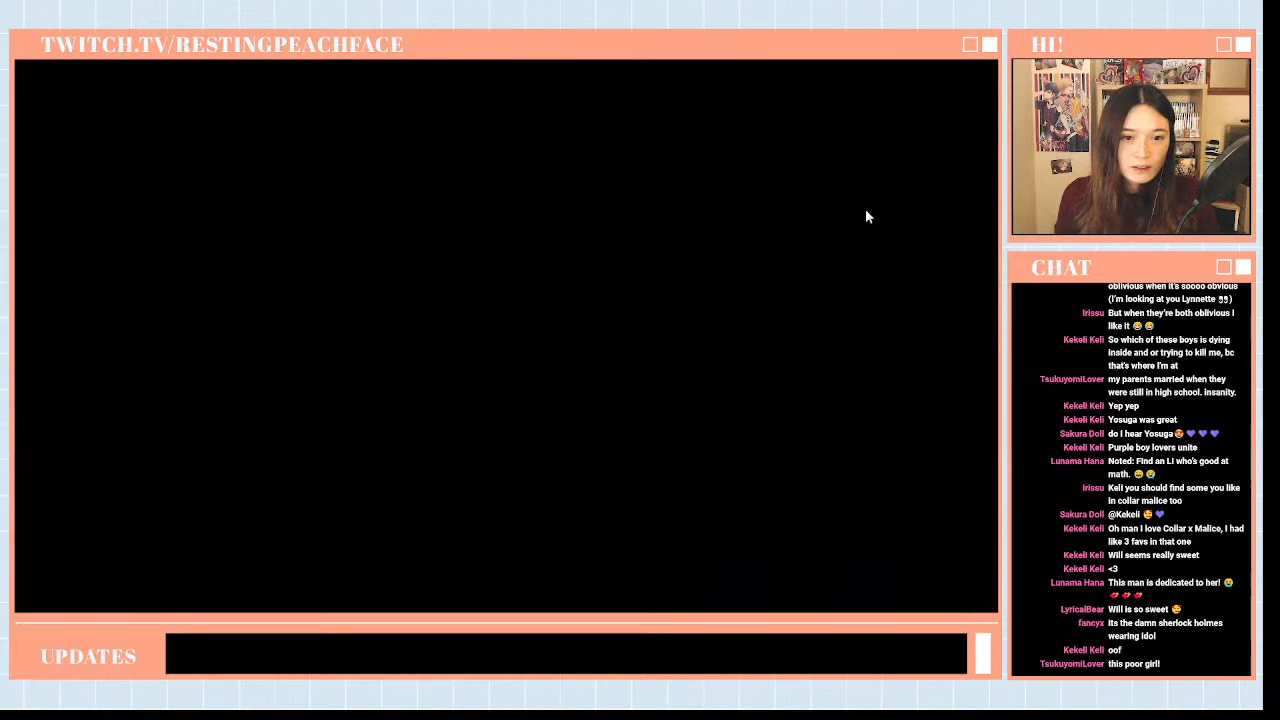 TWITCH.TV/RESTINGPEACHFACE
HI!
CHAT
oblivious when it's soooo obvious
(I'm looking at you Lynnette 👀)
Irissu But when they're both oblivious I
like it 😂 😂
Kekeli Keli So which of these boys is dying
inside and or trying to kill me, bc
that's where I'm at
TsukuyomiLover my parents married when they
were still in high school. insanity.
Kekeli Keli Yep yep
Kekeli Keli Yosuga was great
Sakura Doll do I hear Yosuga😍 💜 💜 💜
Kekeli Keli Purple boy lovers unite
Lunama Hana Noted: Find an LI who's good at
math. 😂 😭
Irissu Keli you should find some you like
in collar malice too
Sakura Doll @Kekeli 🥰 💜
Kekeli Keli Oh man I love Collar x Malice, I had
like 3 favs in that one
Kekeli Keli Will seems really sweet
Kekeli Keli <3
Lunama Hana This man is dedicated to her! 😭
💖 💖 💖
LyricalBear Will is so sweet 🥰
fancyx Its the damn sherlock holmes
wearing idol
Kekeli Keli oof
TsukuyomiLover this poor girl!
UPDATES